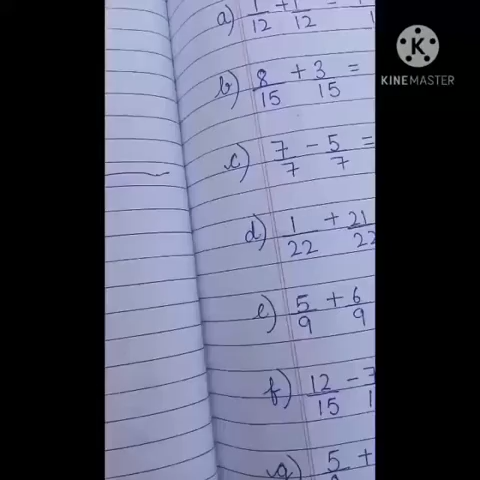 a) 1/12 + 1/12 =
KINEMASTER
b) 8/15 + 3/15 =
c) 7/7 - 5/7 =
d) 1/22 + 21/22
e) 5/9 + 6/9
f) 12/15 - 7
g) 5 +